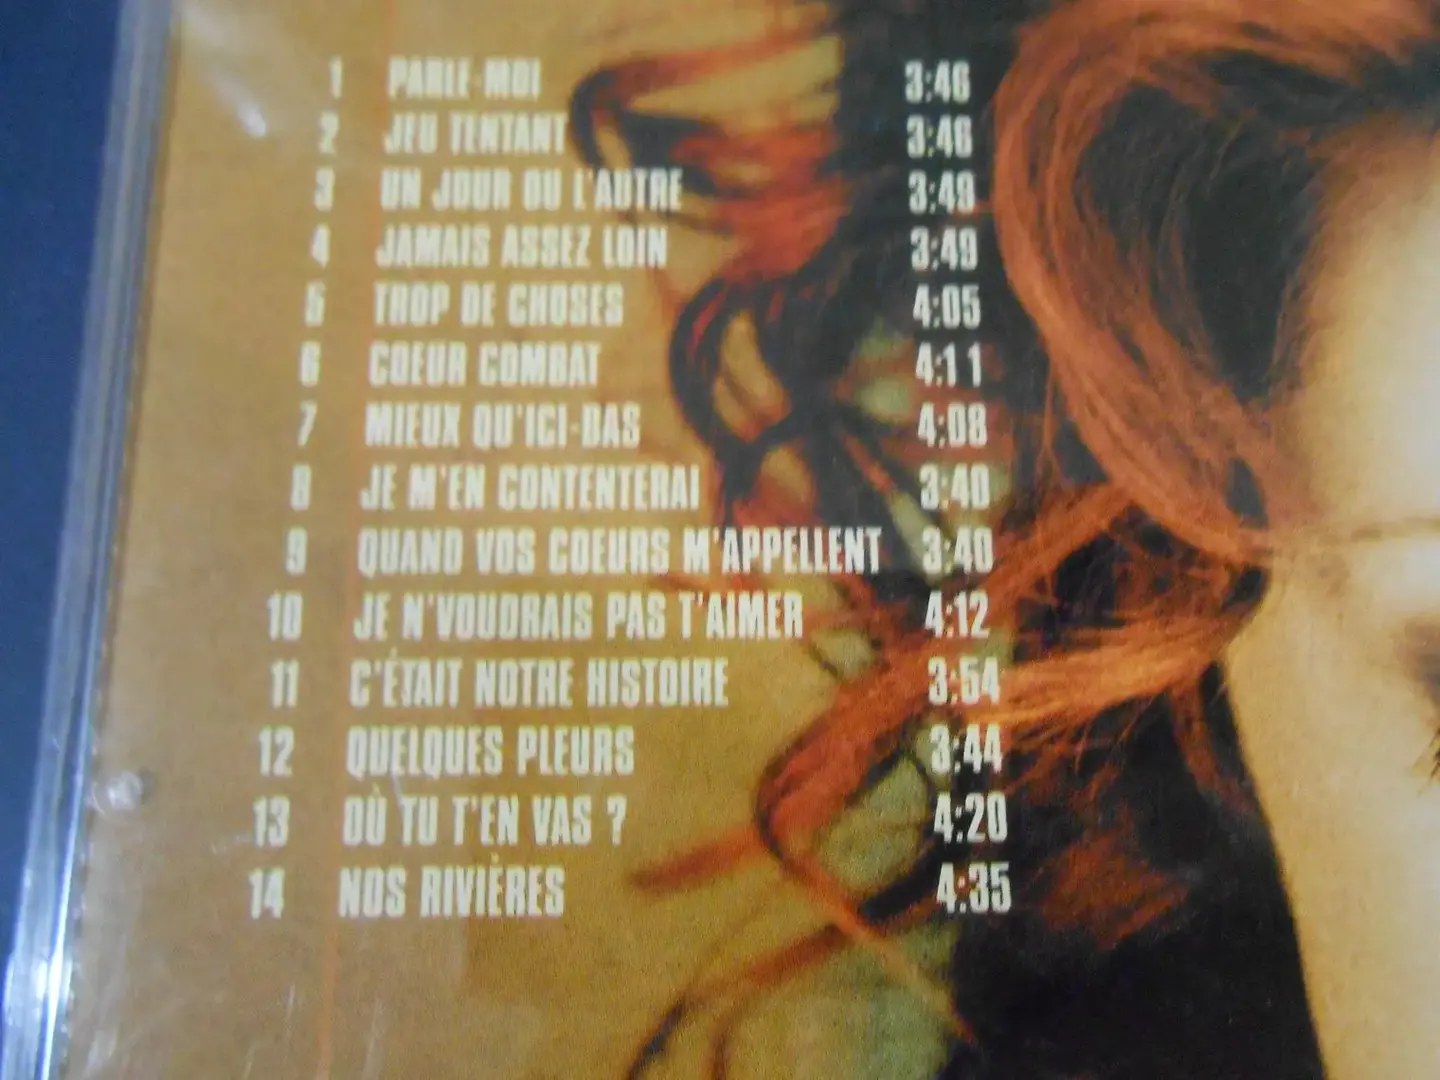 1 PARLE-MOI 3:46
2 JEU TENTANT 3:46
3 UN JOUR OU L'AUTRE 3:49
4 JAMAIS ASSEZ LOIN 3:49
5 TROP DE CHOSES 4:05
6 COEUR COMBAT 4:11
7 MIEUX QU'ICI-BAS 4:08
8 JE M'EN CONTENTERAI 3:40
9 QUAND VOS COEURS M'APPELLENT 3:40
10 JE N'VOUDRAIS PAS T'AIMER 4:12
11 C'ÉTAIT NOTRE HISTOIRE 3:54
12 QUELQUES PLEURS 3:44
13 OÙ TU T'EN VAS ? 4:20
14 NOS RIVIÈRES 4:35